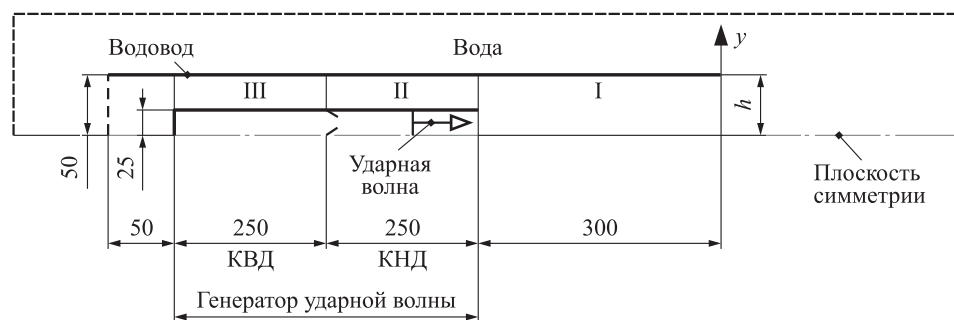 Водовод
Вода
y
III
II
I
h
50
25
Ударная
волна
Плоскость
симметрии
50
250
250
300
КВД
КНД
Генератор ударной волны